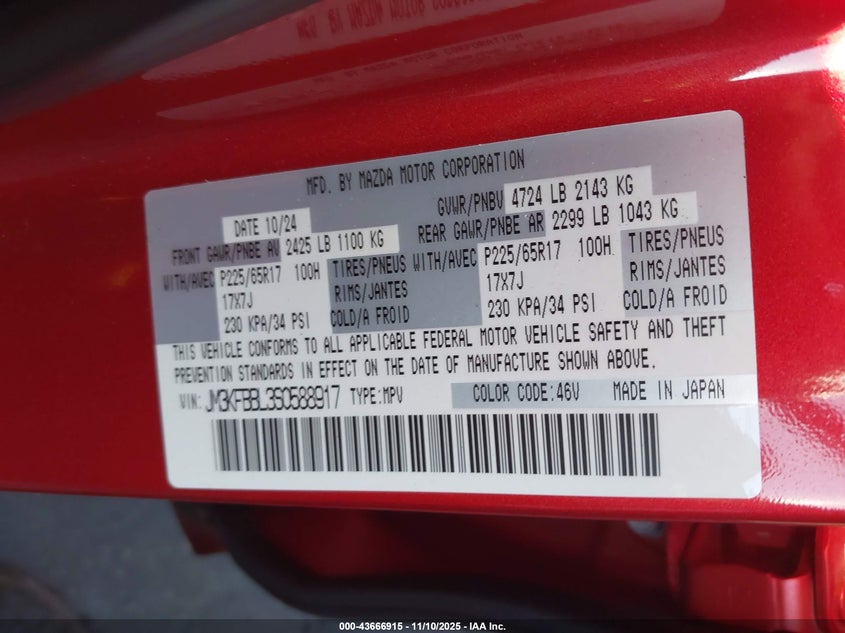 MFD. BY MAZDA MOTOR CORPORATION
DATE 10/24 GVWR/PNBV 4724 LB 2143 KG
FRONT GAWR/PNBE AV 2425 LB 1100 KG REAR GAWR/PNBE AR 2299 LB 1043 KG
WITH/AVEC P225/65R17 100H TIRES/PNEUS WITH/AVEC P225/65R17 100H TIRES/PNEUS
17X7J RIMS/JANTES 17X7J RIMS/JANTES
230 KPA/34 PSI COLD/A FROID 230 KPA/34 PSI COLD/A FROID
THIS VEHICLE CONFORMS TO ALL APPLICABLE FEDERAL MOTOR VEHICLE SAFETY AND THEFT
PREVENTION STANDARDS IN EFFECT ON THE DATE OF MANUFACTURE SHOWN ABOVE.
VIN: JM3KFBBL3S0588917 TYPE:MPV COLOR CODE:46V MADE IN JAPAN
000-43666915 - 11/10/2025 - IAA Inc.